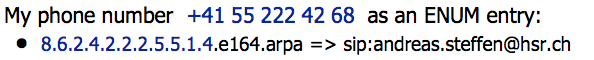 My phone number +41 55 222 42 68 as an ENUM entry:
• 8.6.2.4.2.2.2.5.5.1.4.e164.arpa => sip:andreas.steffen@hsr.ch